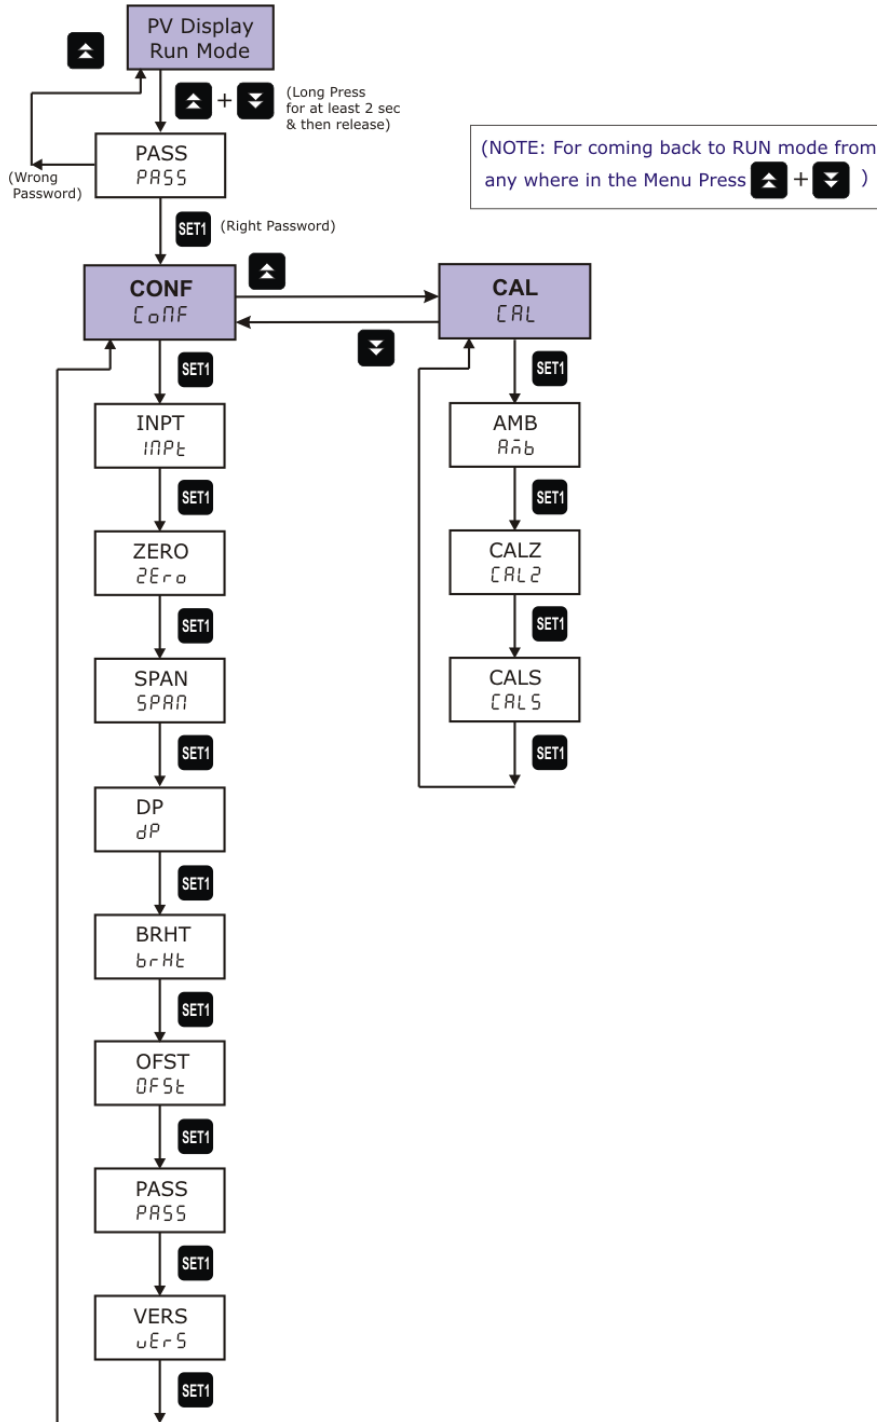 PV Display
Run Mode
+
(Long Press
for at least 2 sec
& then release)
PASS
PASS
(Wrong
Password)
(NOTE: For coming back to RUN mode from
any where in the Menu Press + )
SET1 (Right Password)
CONF
CoNF
CAL
CAL
SET1
SET1
INPT
INPt
AMB
Amb
SET1
SET1
ZERO
ZEro
CALZ
CALZ
SET1
SET1
SPAN
SPAN
CALS
CALS
SET1
SET1
DP
dP
SET1
BRHT
brHt
SET1
OFST
OFSt
SET1
PASS
PASS
SET1
VERS
vErS
SET1